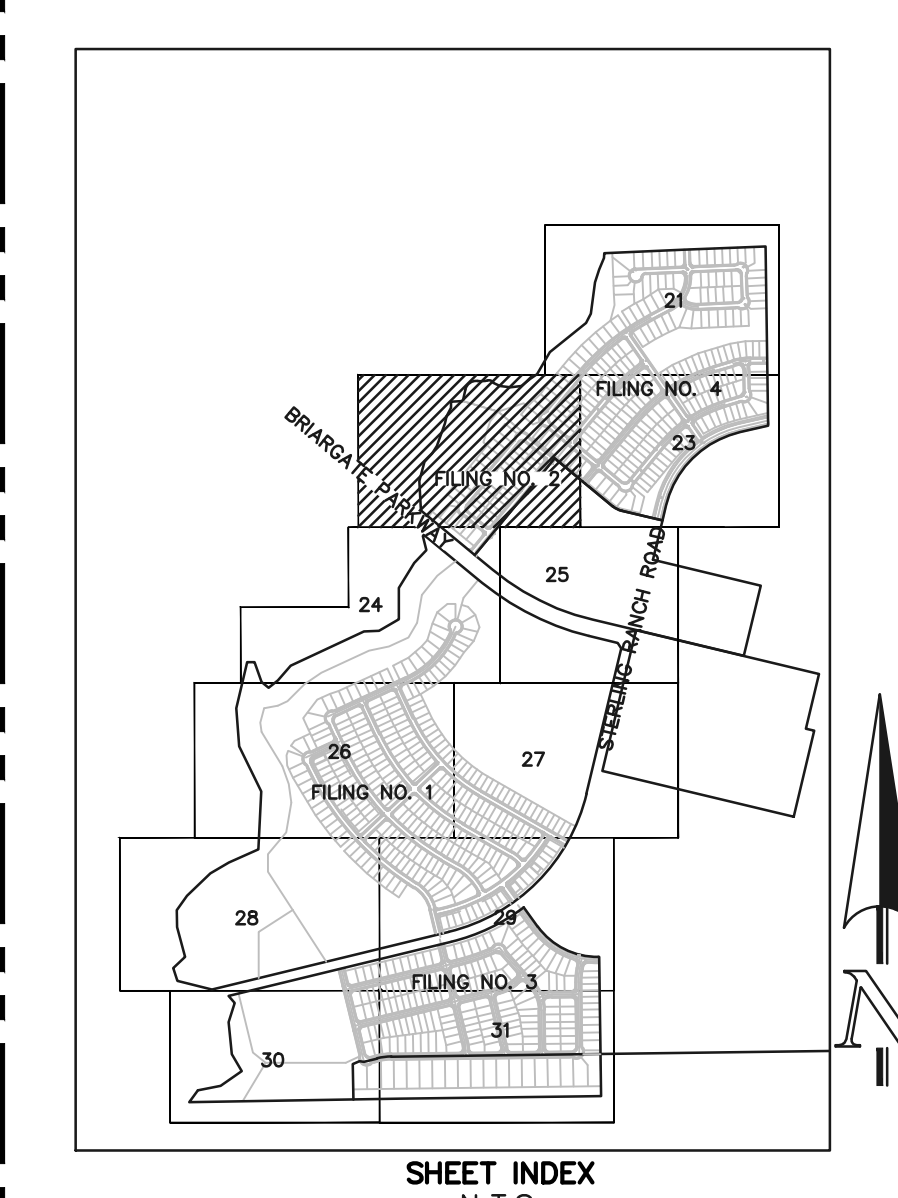 21
FILING NO. 4
23
BRIARGATE PARKWAY
FILING NO. 2
25
24
STERLING RANCH ROAD
26
27
FILING NO. 1
28
29
FILING NO. 3
31
30
N
SHEET INDEX